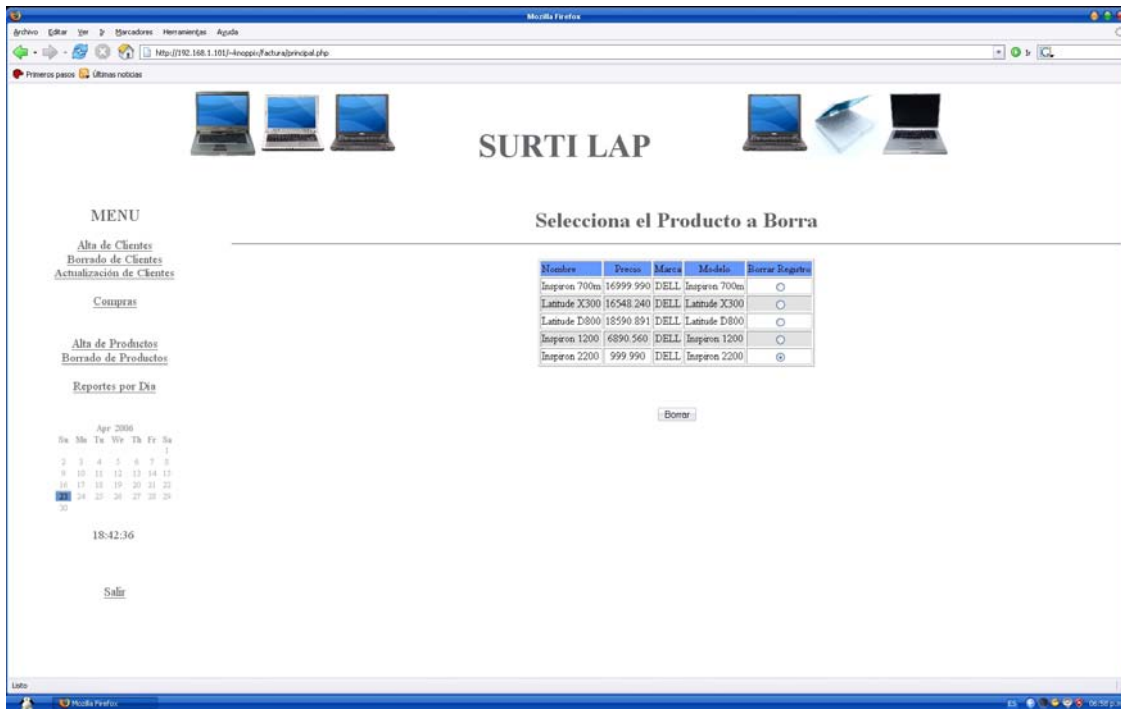 Mozilla Firefox
Archivo Editar Ver Ir Marcadores Herramientas Ayuda
http://192.168.1.101/~knoppix/factura/principal.php
Ir
Primeros pasos Últimas noticias
SURTI LAP
MENU
Alta de Clientes
Borrado de Clientes
Actualización de Clientes
Compras
Alta de Productos
Borrado de Productos
Reportes por Dia
Apr 2006
Su Mo Tu We Th Fr Sa
1
2 3 4 5 6 7 8
9 10 11 12 13 14 15
16 17 18 19 20 21 22
23 24 25 26 27 28 29
30
18:42:36
Salir
Selecciona el Producto a Borra
Nombre Precio Marca Modelo Borrar Registro
Inspiron 700m 16999.990 DELL Inspiron 700m
Latitude X300 16548.240 DELL Latitude X300
Latitude D800 18590.891 DELL Latitude D800
Inspiron 1200 6890.560 DELL Inspiron 1200
Inspiron 2200 999.990 DELL Inspiron 2200
Borrar
Listo
Mozilla Firefox
ES
06:58 p.m.